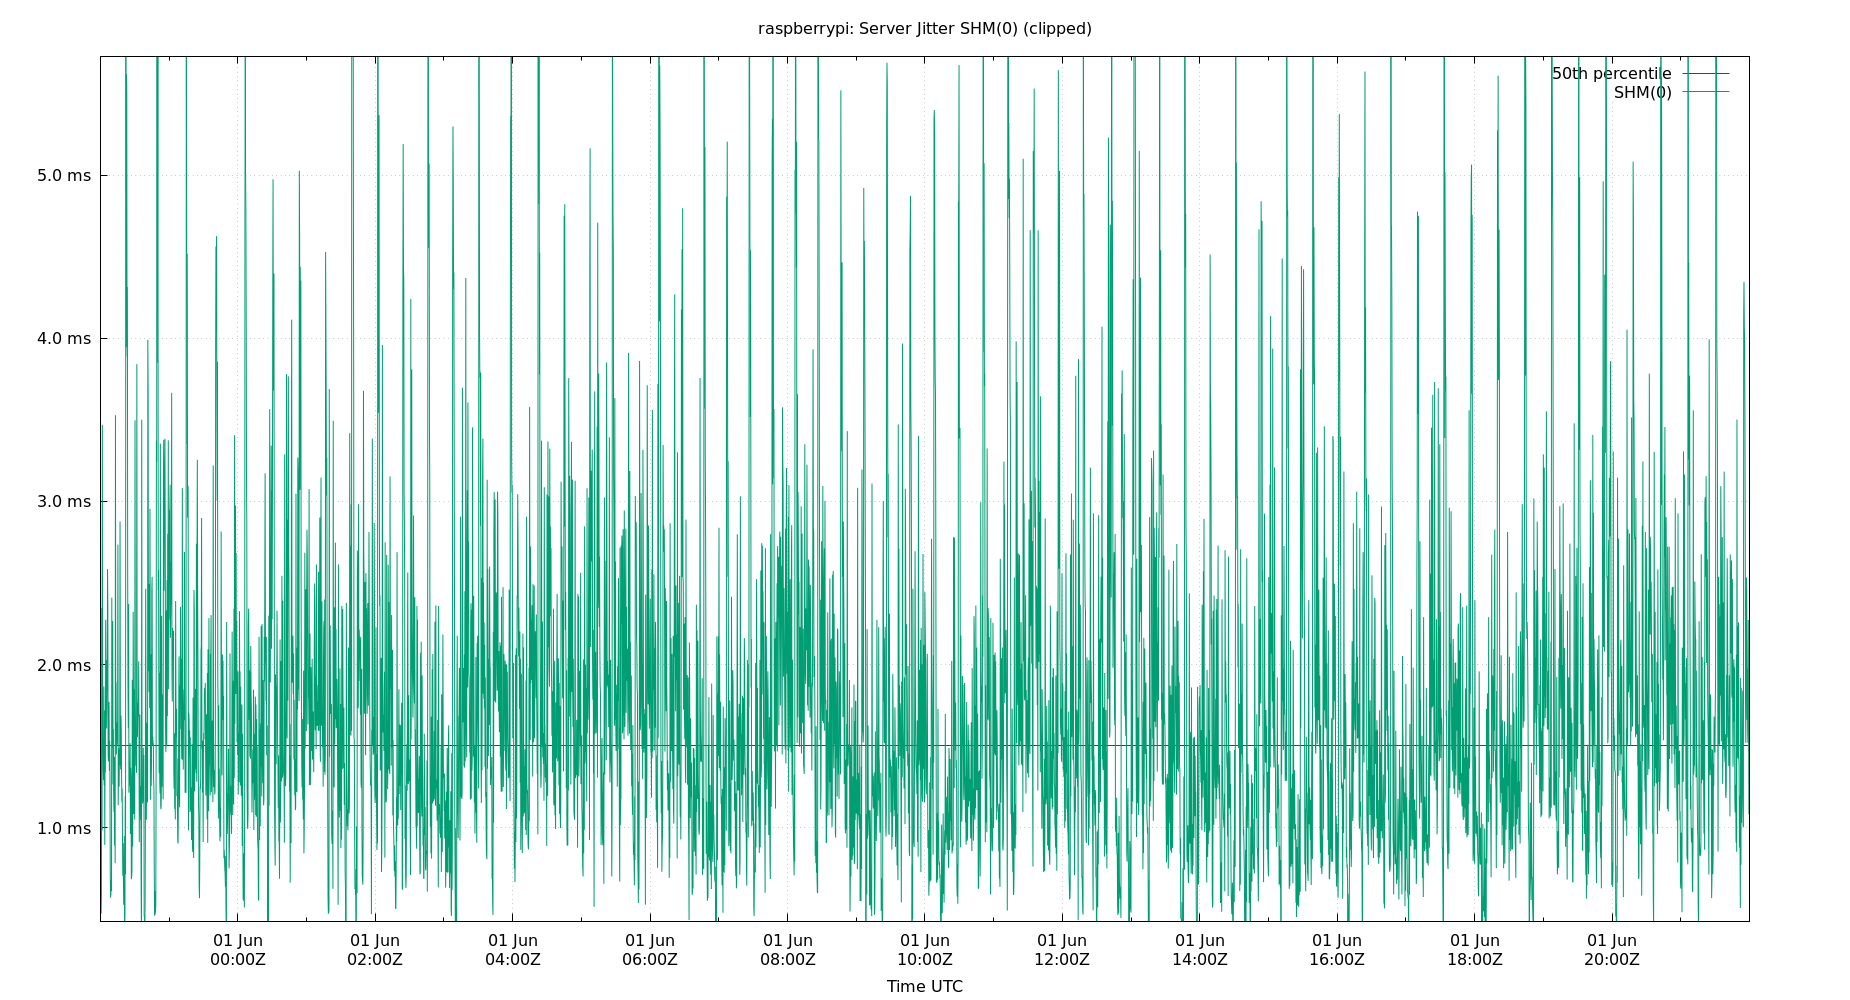 raspberrypi: Server Jitter SHM(0) (clipped)
50th percentile
SHM(0)
5.0 ms
4.0 ms
3.0 ms
2.0 ms
1.0 ms
01 Jun 01 Jun 01 Jun 01 Jun 01 Jun 01 Jun 01 Jun 01 Jun 01 Jun 01 Jun 01 Jun
00:00Z 02:00Z 04:00Z 06:00Z 08:00Z 10:00Z 12:00Z 14:00Z 16:00Z 18:00Z 20:00Z
Time UTC